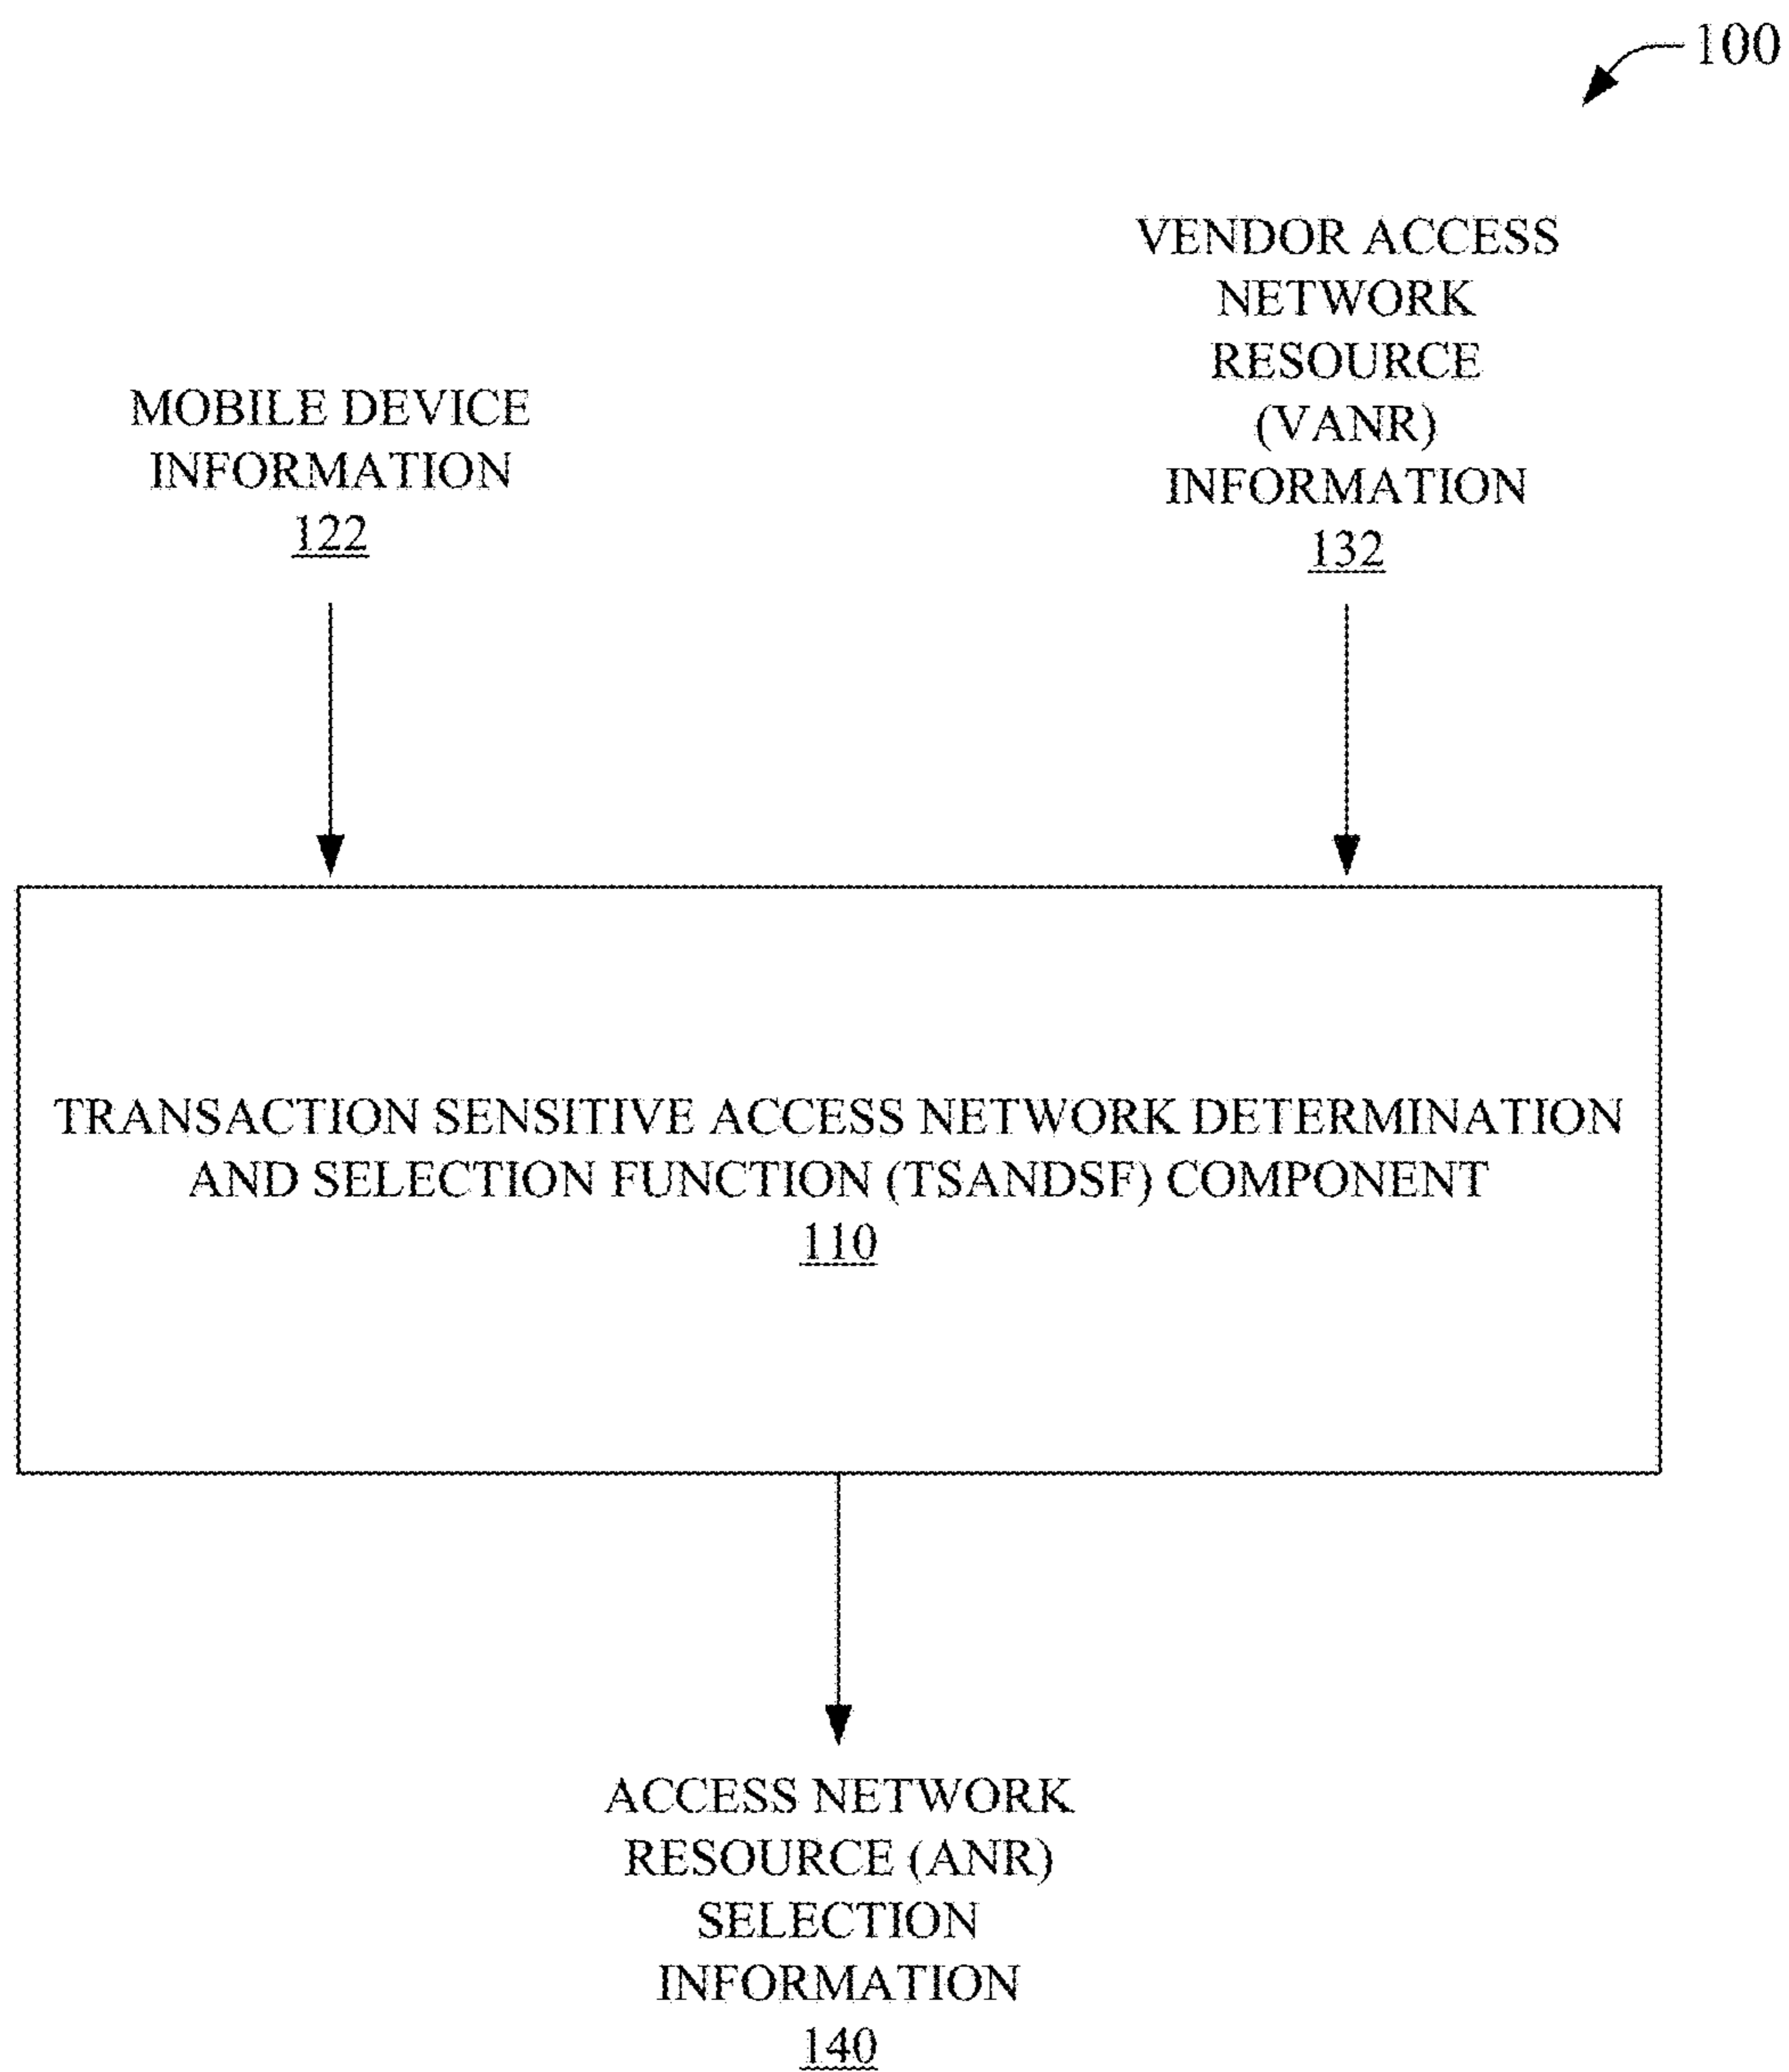 100
VENDOR ACCESS
NETWORK
RESOURCE
(VANR)
INFORMATION
132
MOBILE DEVICE
INFORMATION
122
TRANSACTION SENSITIVE ACCESS NETWORK DETERMINATION
AND SELECTION FUNCTION (TSANDSF) COMPONENT
110
ACCESS NETWORK
RESOURCE (ANR)
SELECTION
INFORMATION
140